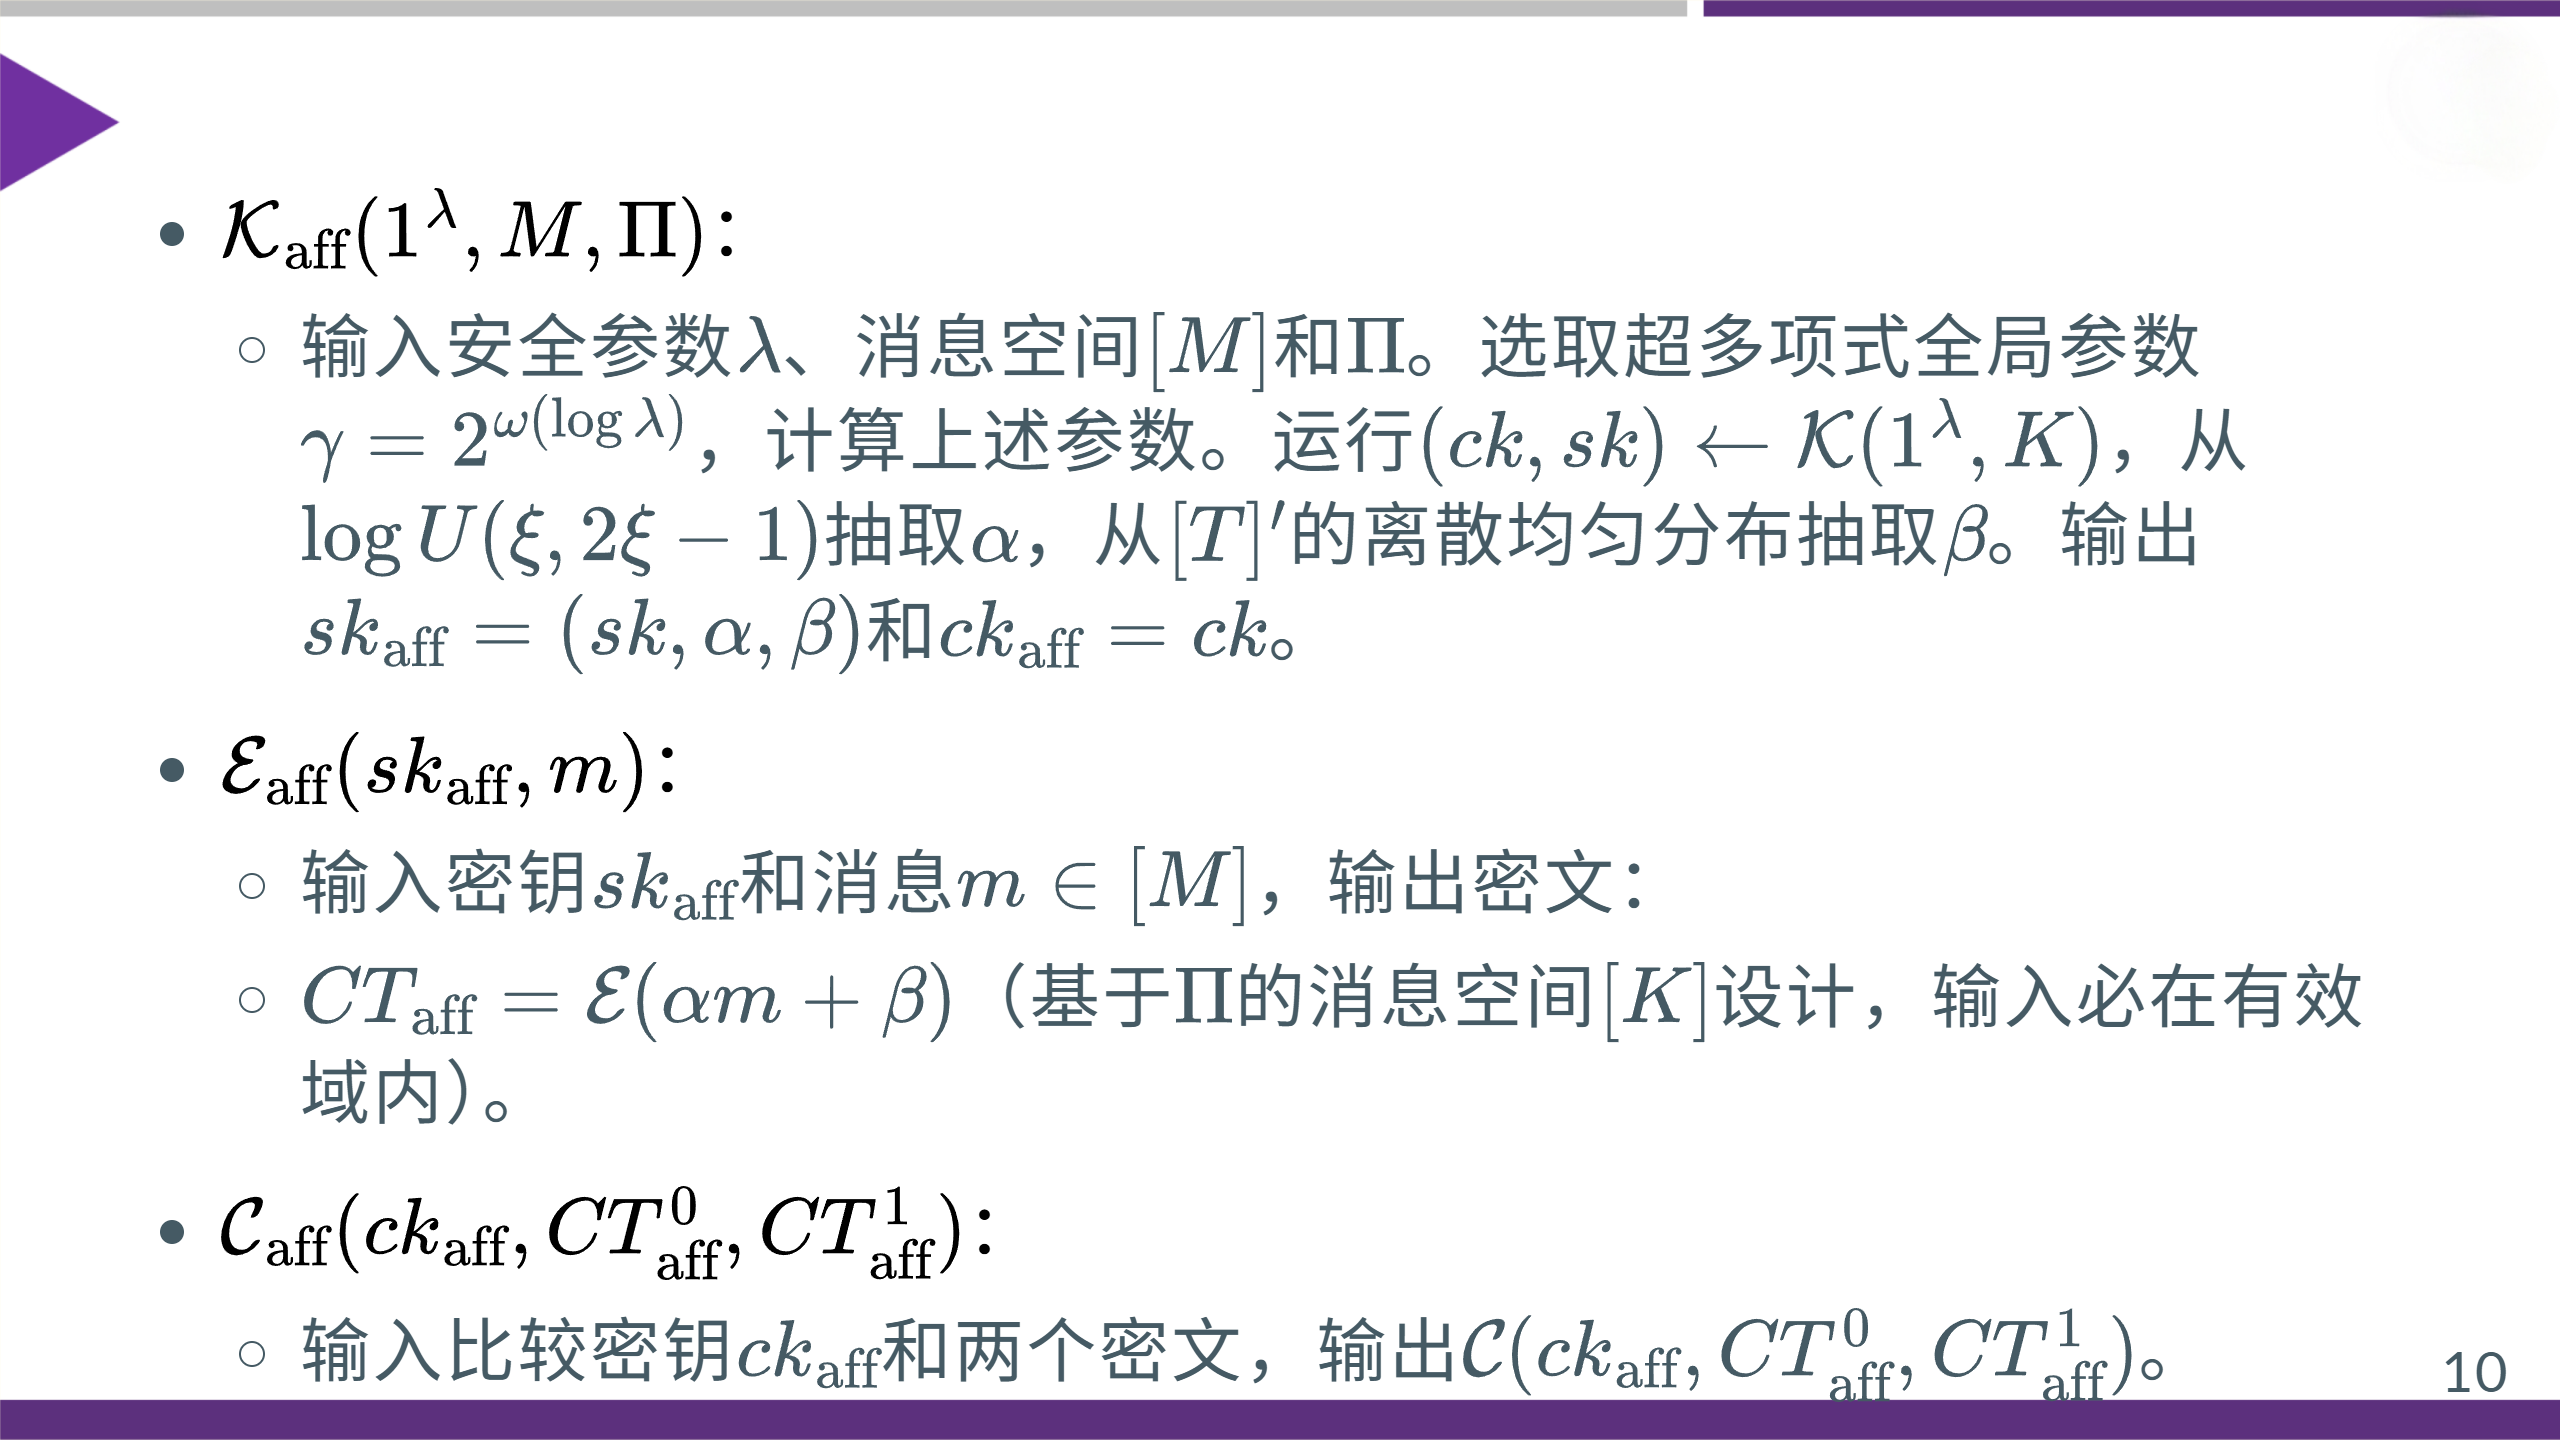 • 𝒦_aff(1^λ, M, Π)：
○ 输入安全参数λ、消息空间[M]和Π。选取超多项式全局参数
γ = 2^ω(log λ)，计算上述参数。运行(ck, sk) ← 𝒦(1^λ, K)，从
log U(ξ, 2ξ − 1)抽取α，从[T]′的离散均匀分布抽取β。输出
sk_aff = (sk, α, β)和ck_aff = ck。
• ℰ_aff(sk_aff, m)：
○ 输入密钥sk_aff和消息m ∈ [M]，输出密文：
○ CT_aff = ℰ(αm + β)（基于Π的消息空间[K]设计，输入必在有效
域内）。
• 𝒞_aff(ck_aff, CT^0_aff, CT^1_aff)：
○ 输入比较密钥ck_aff和两个密文，输出𝒞(ck_aff, CT^0_aff, CT^1_aff)。
10